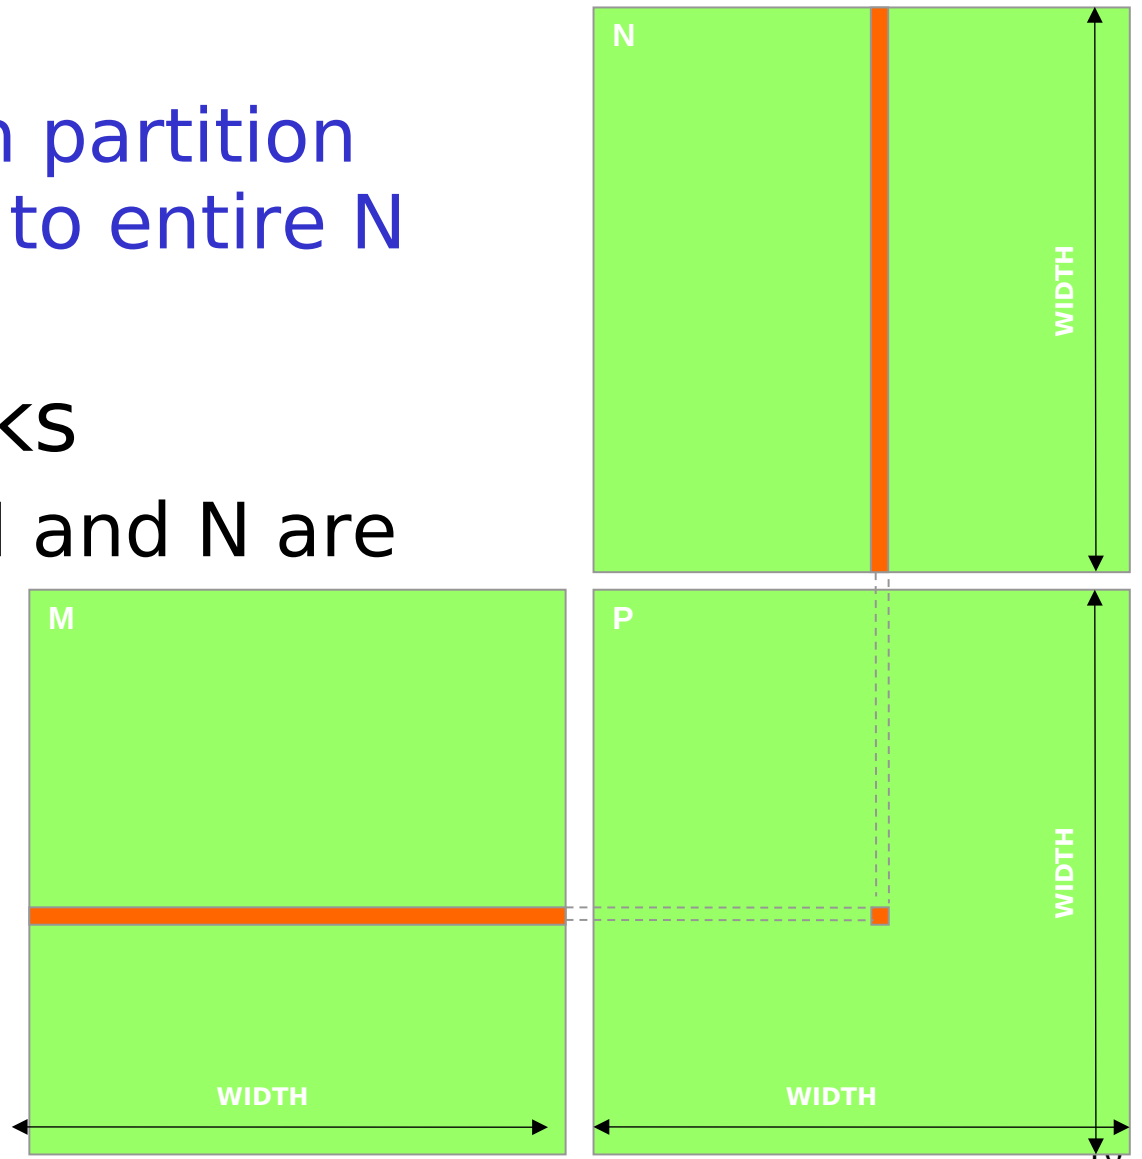 N
partition
to entire N
WIDTH
ks
and N are
M
P
WIDTH
WIDTH
WIDTH